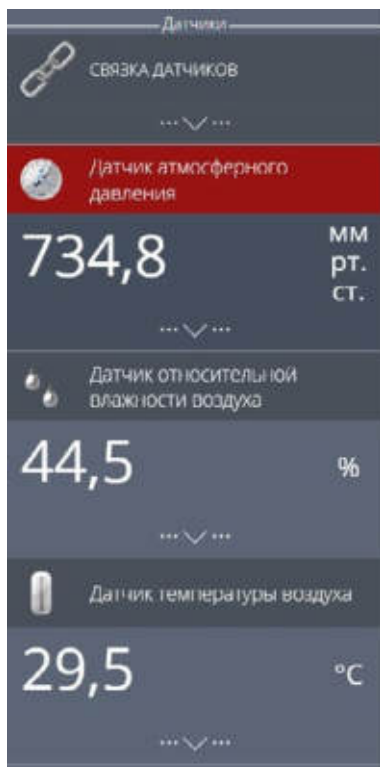 Датчики
СВЯЗКА ДАТЧИКОВ
Датчик атмосферного
давления
734,8
мм
рт.
ст.
Датчик относительной
влажности воздуха
44,5
%
Датчик температуры воздуха
29,5
°C